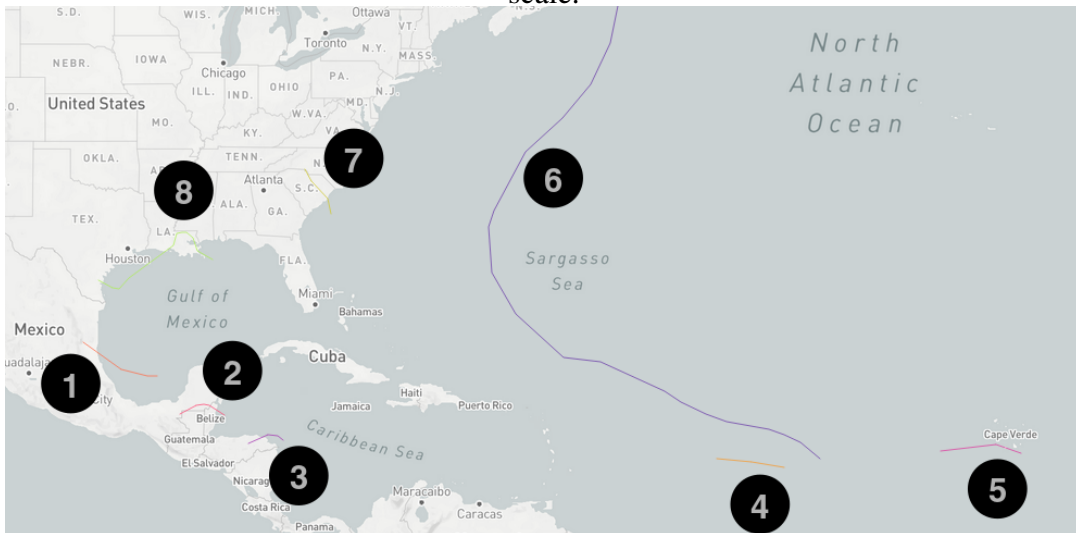 scale.
N.S.
S.D.
WIS.
MICH.
Ottawa
Toronto
VT.
N.Y.
MASS.
NEBR.
IOWA
Chicago
PA.
N.J.
ILL.
IND.
OHIO
MD.
United States
W.VA.
MO.
KY.
VA.
OKLA.
TENN.
N.
Atlanta
S.C.
TEX.
ALA.
GA.
LA.
Houston
FLA.
Miami
Bahamas
Gulf of
Mexico
Mexico
City
Cuba
Haiti
Jamaica
Puerto Rico
Belize
Guatemala
El Salvador
Nicarag
Costa Rica
Panama
Caribbean Sea
Maracaibo
Caracas
Sargasso
Sea
North
Atlantic
Ocean
Cape Verde
1
2
3
4
5
6
7
8